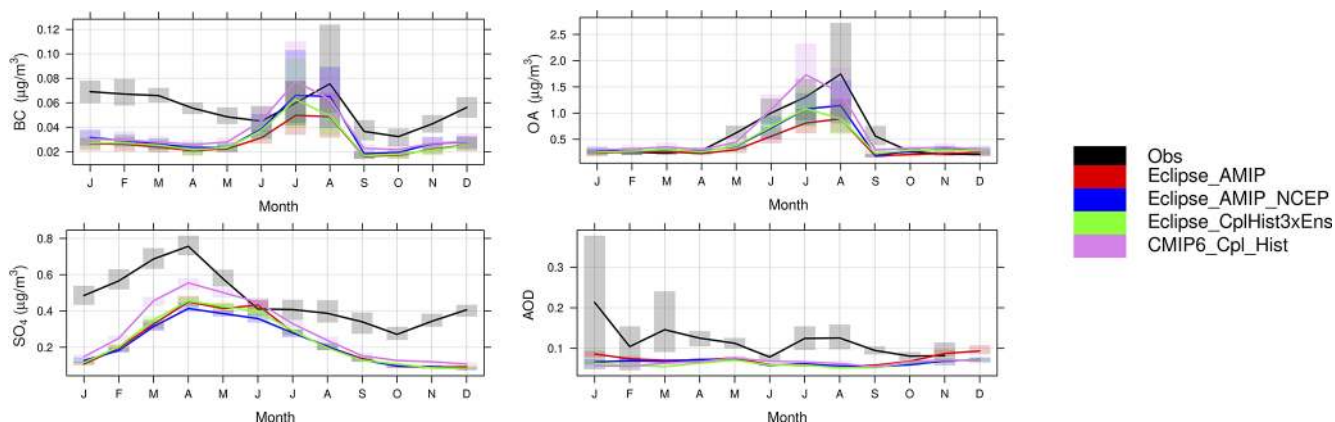 BC (µg/m³)
0.12
0.10
0.08
0.06
0.04
0.02
J F M A M J J A S O N D
Month
OA (µg/m³)
2.5
2.0
1.5
1.0
0.5
J F M A M J J A S O N D
Month
SO₄ (µg/m³)
0.8
0.6
0.4
0.2
J F M A M J J A S O N D
Month
AOD
0.3
0.2
0.1
J F M A M J J A S O N D
Month
Obs
Eclipse_AMIP
Eclipse_AMIP_NCEP
Eclipse_CplHist3xEns
CMIP6_Cpl_Hist